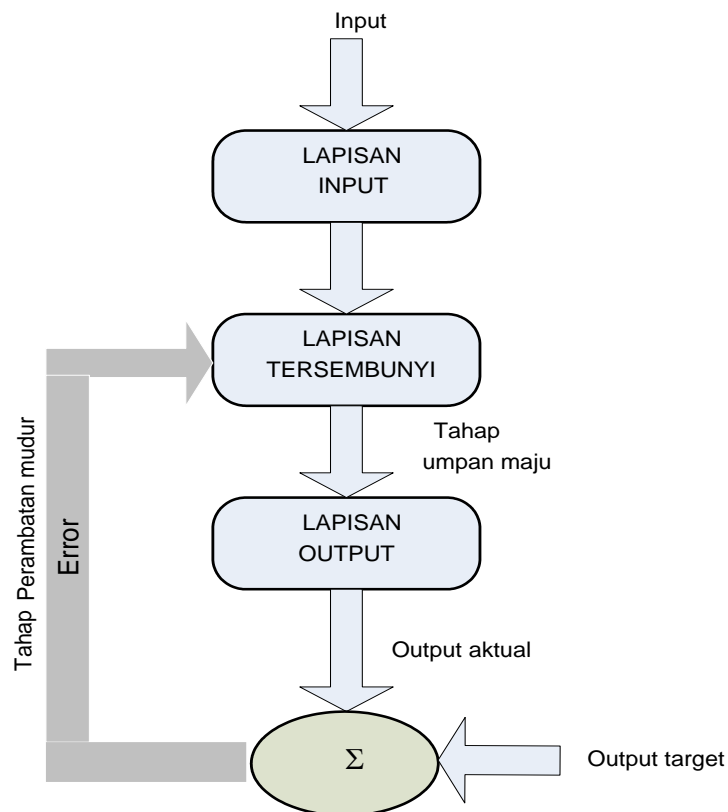 Input
LAPISAN
INPUT
LAPISAN
TERSEMBUNYI
Tahap
umpan maju
LAPISAN
OUTPUT
Tahap Perambatan mudur
Error
Output aktual
Σ
Output target